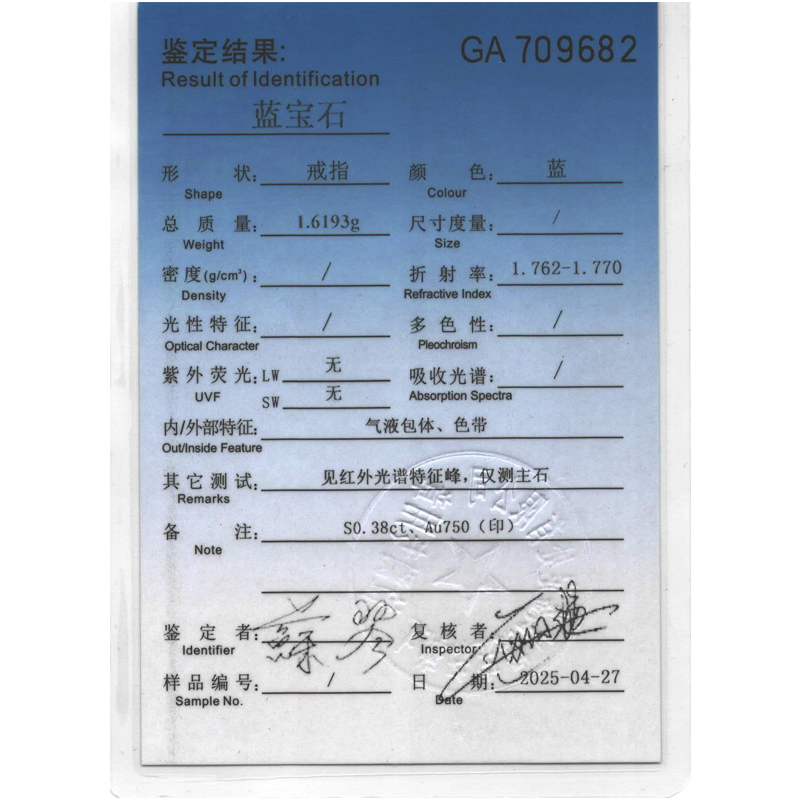 鉴定结果: GA 709682
Result of Identification
蓝宝石
形 状: 戒指 颜 色: 蓝
Shape Colour
总 质 量: 1.6193g 尺寸度量: /
Weight Size
密 度(g/cm³): / 折 射 率: 1.762-1.770
Density Refractive Index
光性特征: / 多 色 性: /
Optical Character Pleochroism
紫外荧光: LW 无 吸收光谱: /
UVF SW 无 Absorption Spectra
内/外部特征: 气液包体、色带
Out/Inside Feature
其它测试: 见红外光谱特征峰,仅测主石
Remarks
备 注: S0.38ct、Au750(印)
Note
鉴 定 者: 复 核 者:
Identifier Inspector
样品编号: / 日 期: 2025-04-27
Sample No. Date